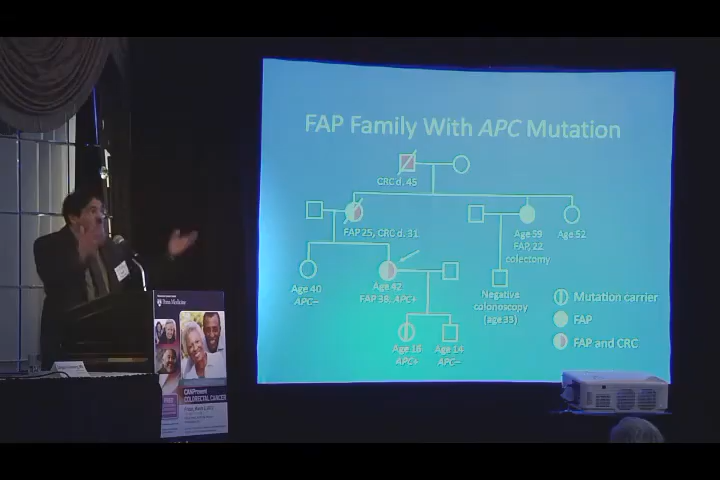 FAP Family With APC Mutation
CRC d. 45
FAP 25, CRC d. 31
Age 59
FAP, 22
colectomy
Age 52
Age 40
APC–
Age 42
FAP 38, APC+
Negative
colonoscopy
(age 33)
Age 16
APC+
Age 14
APC–
Mutation carrier
FAP
FAP and CRC
Penn Medicine
COLORECTAL CANCER